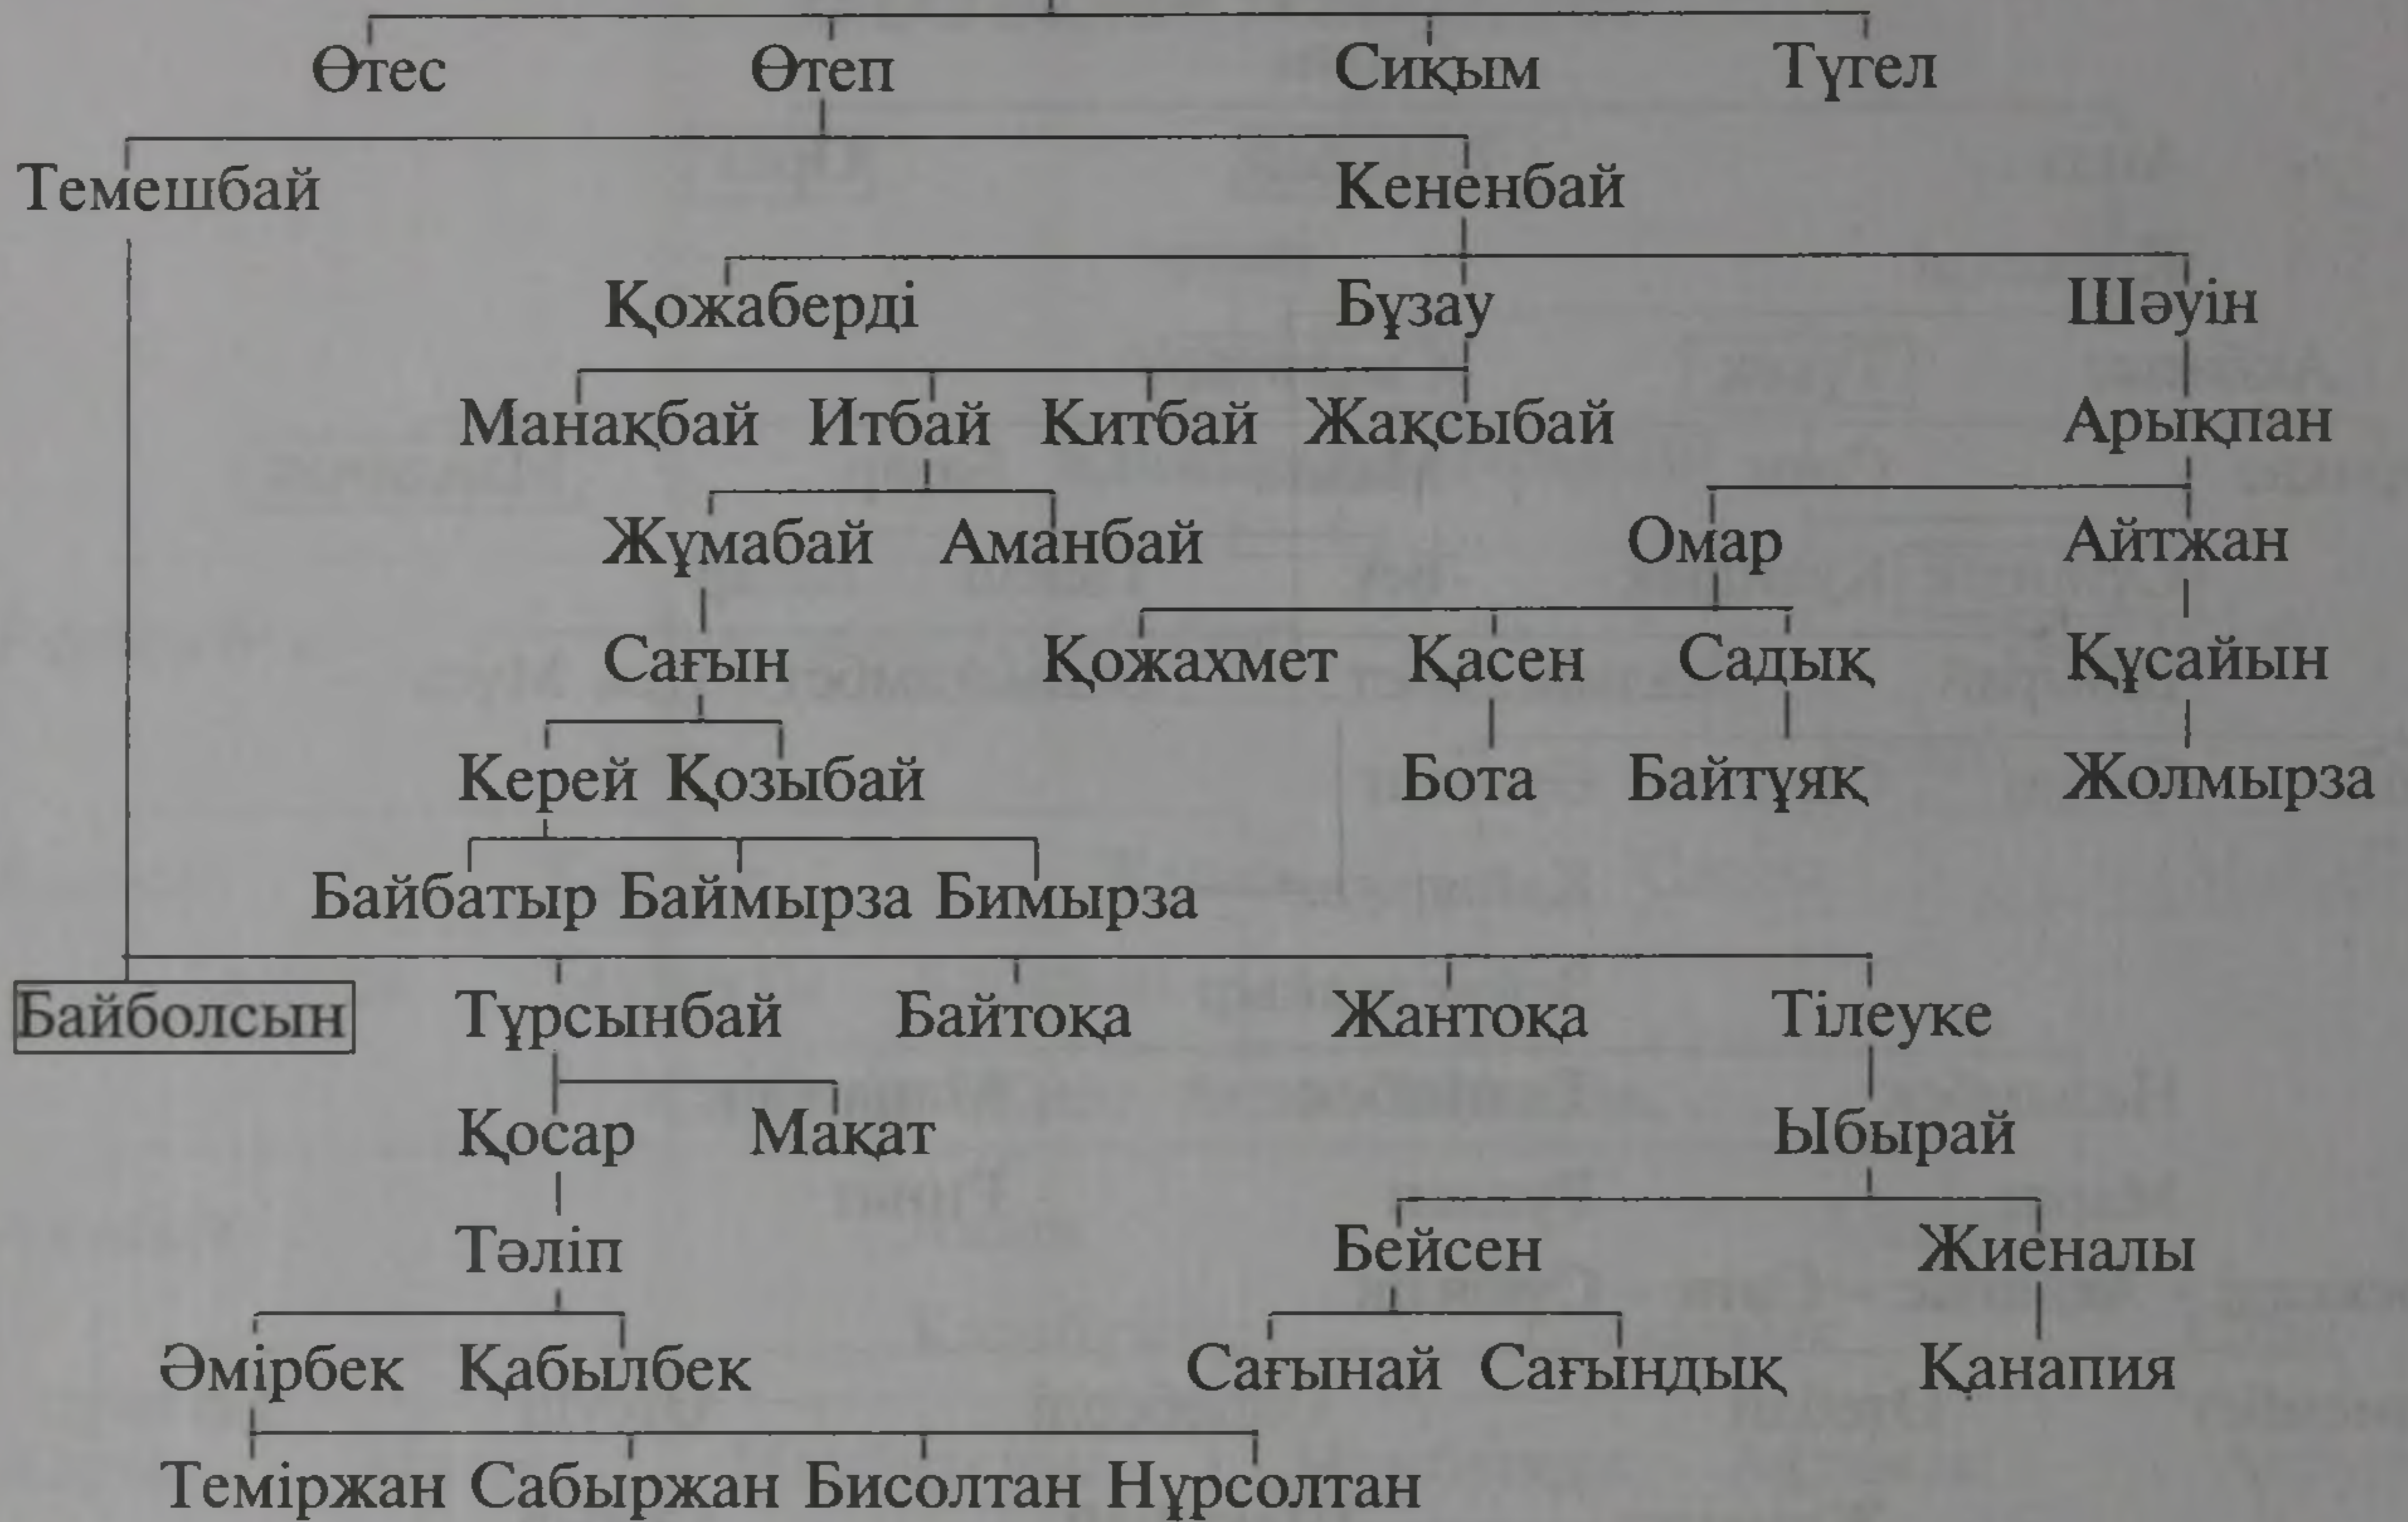 Өтес Өтеп Сиқым Түгел
Темешбай Кененбай
Қожаберді Бұзау Шәуін
Манақбай Итбай Китбай Жақсыбай Арықпан
Жұмабай Аманбай Омар Айтжан
Сағын Қожахмет Қасен Садық Құсайын
Керей Қозыбай Бота Байтұяқ Жолмырза
Байбатыр Баймырза Бимырза
Байболсын Тұрсынбай Байтоқа Жантоқа Тілеуке
Қосар Мақат Ыбырай
Тәліп Бейсен Жиеналы
Әмірбек Қабылбек Сағынай Сағындық Қанапия
Теміржан Сабыржан Бисолтан Нұрсолтан